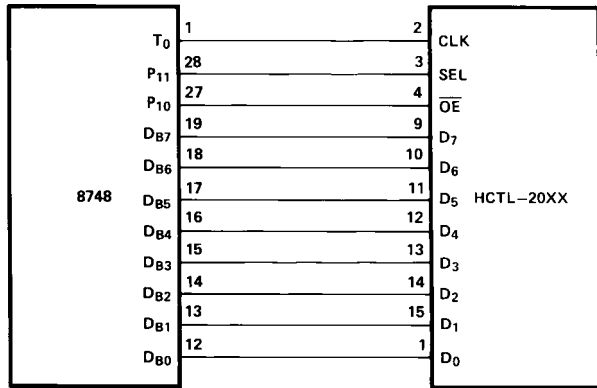 T0 1 2 CLK
P11 28 3 SEL
P10 27 4 O̅E̅
DB7 19 9 D7
DB6 18 10 D6
8748 DB5 17 11 D5 HCTL–20XX
DB4 16 12 D4
DB3 15 13 D3
DB2 14 14 D2
DB1 13 15 D1
DB0 12 1 D0